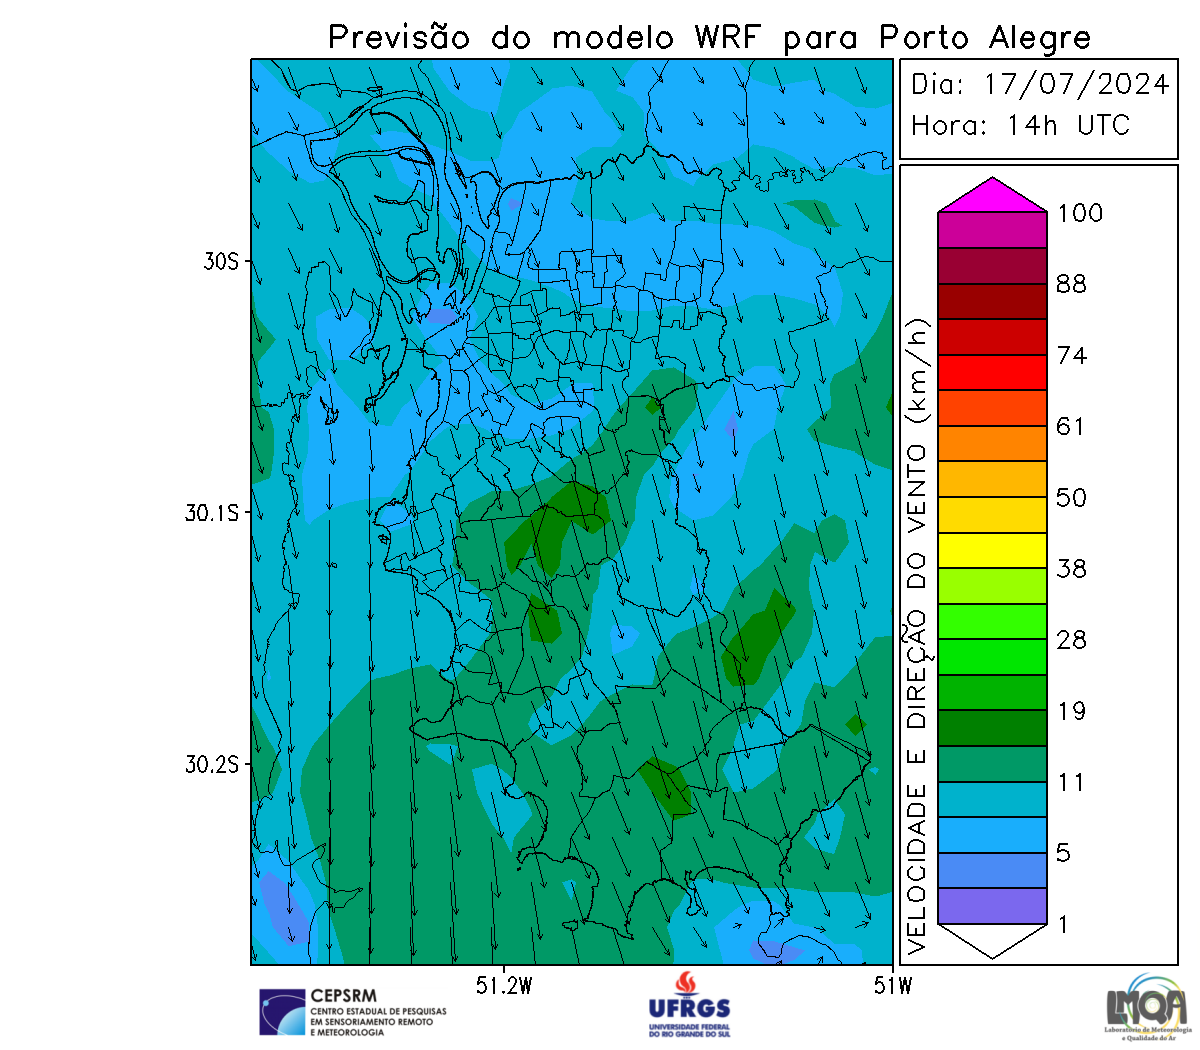 Previsão do modelo WRF para Porto Alegre
Dia: 17/07/2024
Hora: 14h UTC
30S
30.1S
30.2S
51.2W
51W
VELOCIDADE E DIREÇÃO DO VENTO (km/h)
100
88
74
61
50
38
28
19
11
5
1
CEPSRM
CENTRO ESTADUAL DE PESQUISAS
EM SENSORIAMENTO REMOTO
E METEOROLOGIA
UFRGS
UNIVERSIDADE FEDERAL
DO RIO GRANDE DO SUL
LMQA
Laboratório de Meteorologia
e Qualidade do Ar